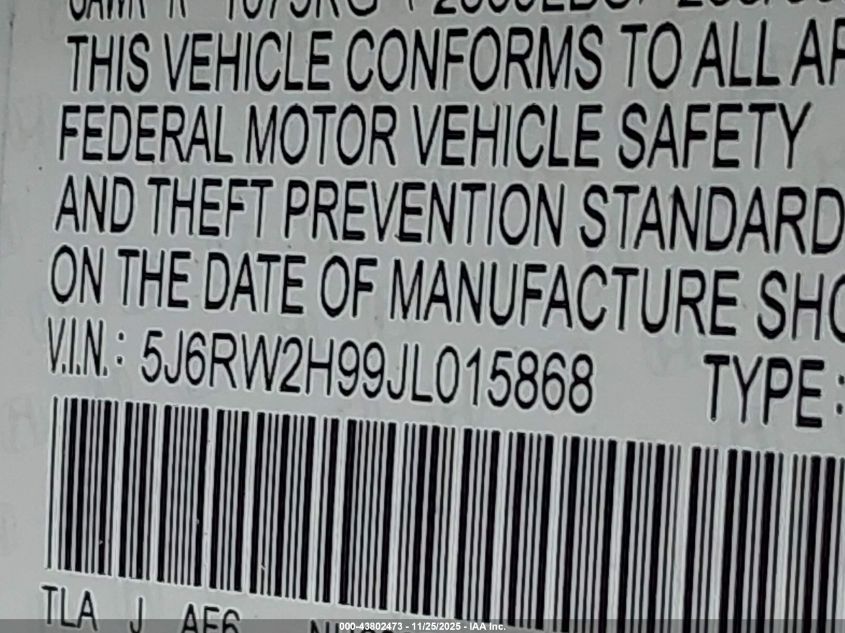 THIS VEHICLE CONFORMS TO ALL AP
FEDERAL MOTOR VEHICLE SAFETY
AND THEFT PREVENTION STANDARD
ON THE DATE OF MANUFACTURE SHO
V.I.N.: 5J6RW2H99JL015868 TYPE:
TLA J AF6
000-43802473 - 11/25/2025 - IAA Inc.